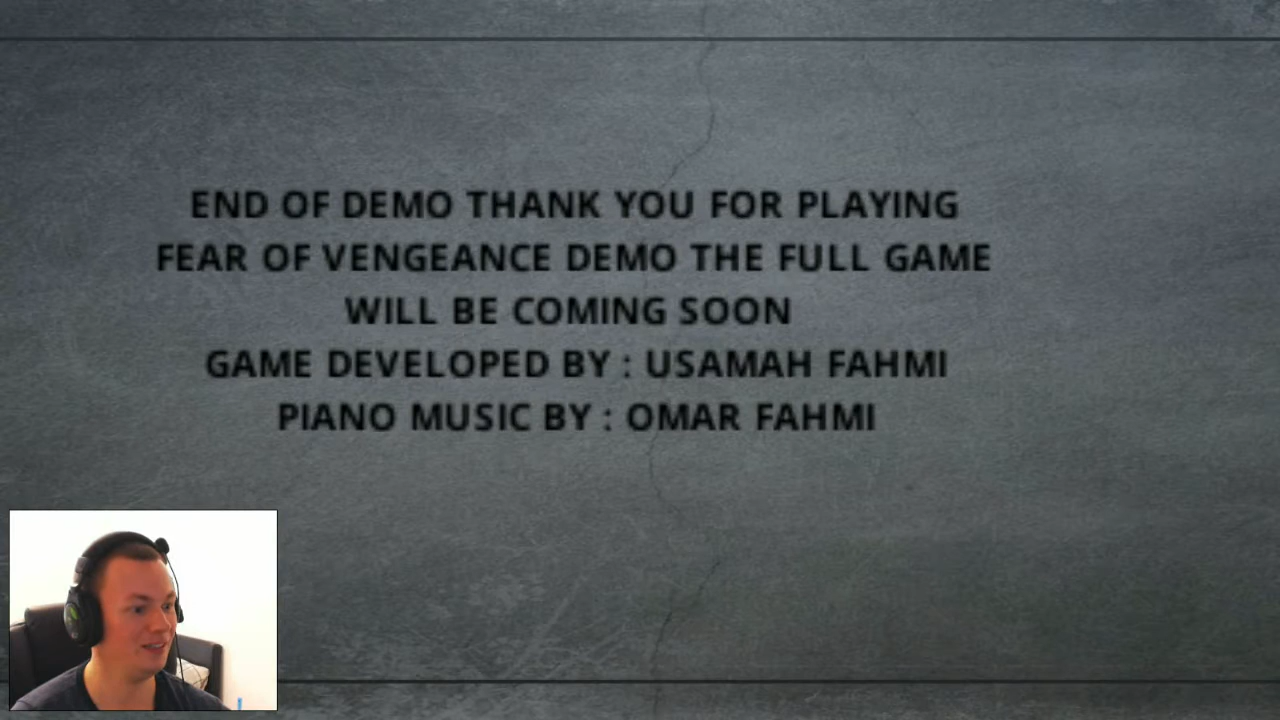 END OF DEMO THANK YOU FOR PLAYING
FEAR OF VENGEANCE DEMO THE FULL GAME
WILL BE COMING SOON
GAME DEVELOPED BY : USAMAH FAHMI
PIANO MUSIC BY : OMAR FAHMI